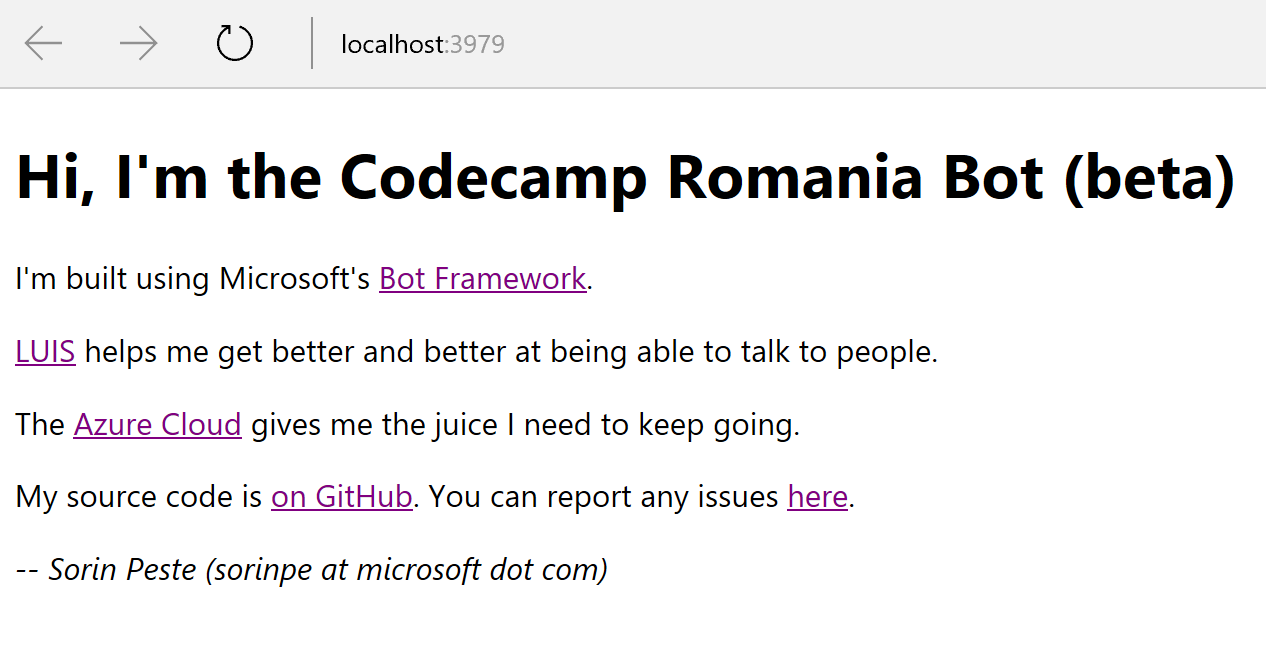 localhost:3979
Hi, I'm the Codecamp Romania Bot (beta)
I'm built using Microsoft's Bot Framework.
LUIS helps me get better and better at being able to talk to people.
The Azure Cloud gives me the juice I need to keep going.
My source code is on GitHub. You can report any issues here.
-- Sorin Peste (sorinpe at microsoft dot com)